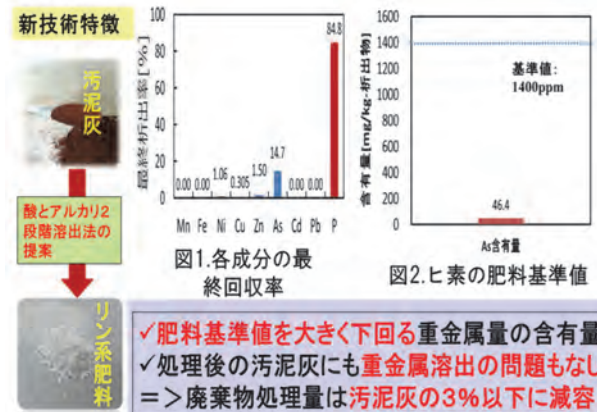 新技術特徴
汚泥灰
酸とアルカリ2
段階溶出法の
提案
リン系肥料
最終析出率[%]
100
80
60
40
20
0
0.00 0.00 1.06 0.305 1.50 14.7 0.00 0.00 84.8
Mn Fe Ni Cu Zn As Cd Pb P
図1.各成分の最
終回収率
含有量[mg/kg-析出物]
1600
1400
1200
1000
800
600
400
200
0
基準値:
1400ppm
46.4
As含有量
図2.ヒ素の肥料基準値
✓肥料基準値を大きく下回る重金属量の含有量
✓処理後の汚泥灰にも重金属溶出の問題もなし
=>廃棄物処理量は汚泥灰の3%以下に減容